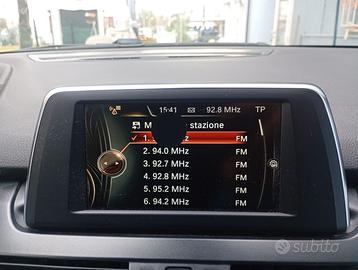 15:41 92.8 MHz TP
stazione
1. FM
2. 94.0 MHz FM
3. 92.7 MHz FM
4. 92.8 MHz FM
5. 95.2 MHz FM
6. 94.2 MHz FM
subito